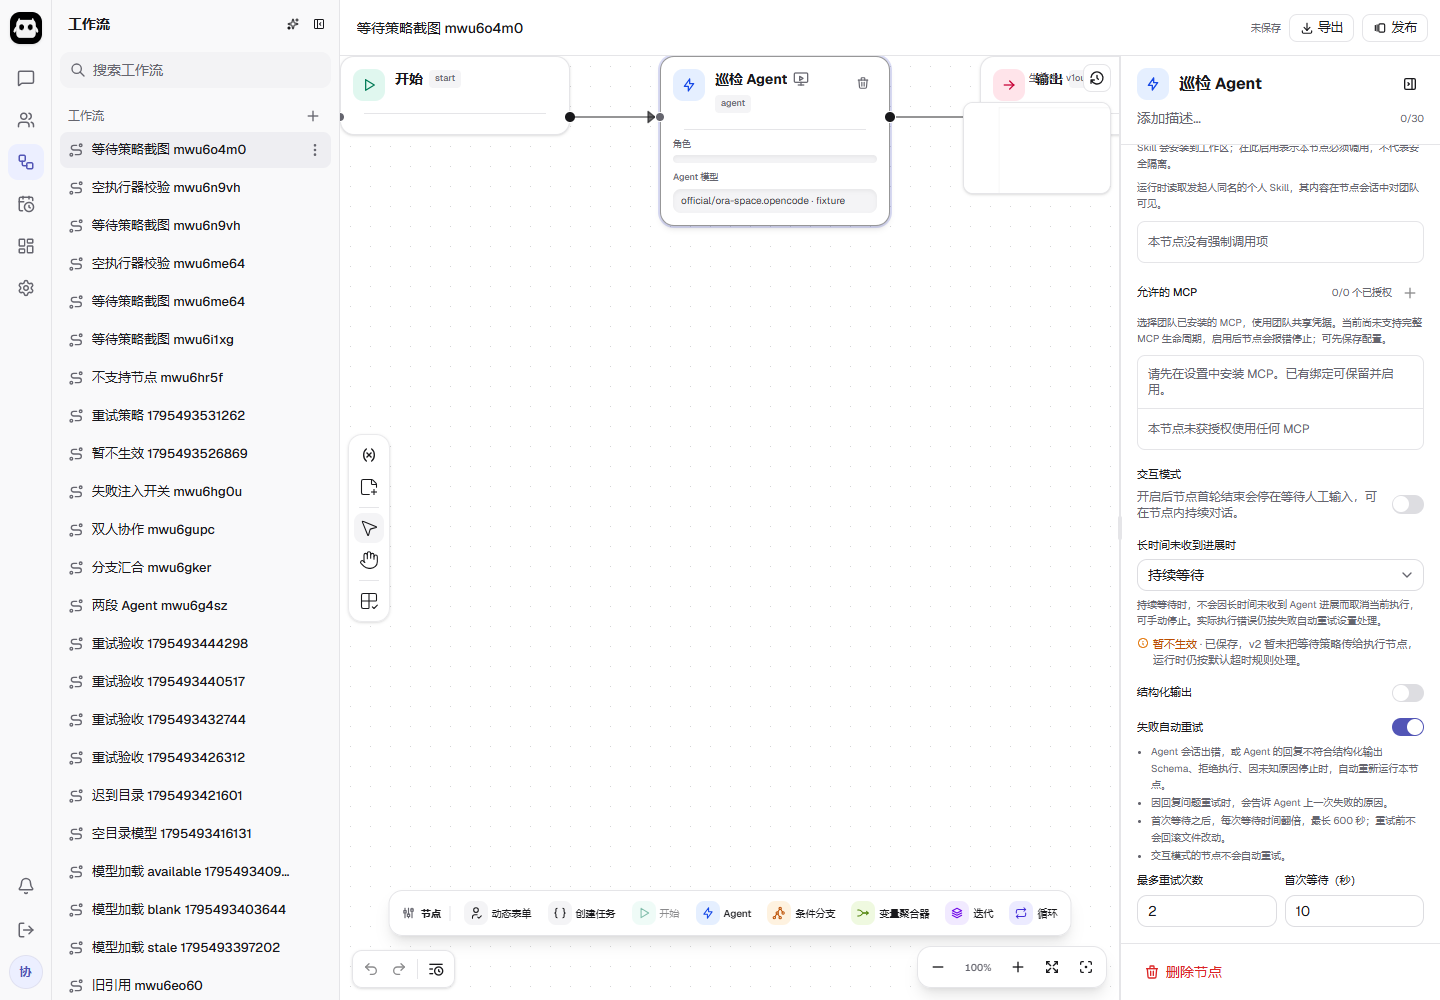 工作流
搜索工作流
工作流
等待策略截图 mwu6o4m0
空执行器校验 mwu6n9vh
等待策略截图 mwu6n9vh
空执行器校验 mwu6me64
等待策略截图 mwu6me64
等待策略截图 mwu6i1xg
不支持节点 mwu6hr5f
重试策略 1795493531262
暂不生效 1795493526869
失败注入开关 mwu6hg0u
双人协作 mwu6gupc
分支汇合 mwu6gker
两段 Agent mwu6g4sz
重试验收 1795493444298
重试验收 1795493440517
重试验收 1795493432744
重试验收 1795493426312
迟到目录 1795493421601
空目录模型 1795493416131
模型加载 available 1795493409...
模型加载 blank 1795493403644
模型加载 stale 1795493397202
旧引用 mwu6eo60
协
等待策略截图 mwu6o4m0
未保存
导出
发布
开始 start
巡检 Agent
agent
角色
Agent 模型
official/ora-space.opencode · fixture
输出
节点
动态表单
创建任务
开始
Agent
条件分支
变量聚合器
迭代
循环
100%
巡检 Agent
添加描述...
0/30
Skill 会安装到工作区；在此启用表示本节点必须调用，不代表安
全隔离。
运行时读取发起人同名的个人 Skill，其内容在节点会话中对团队
可见。
本节点没有强制调用项
允许的 MCP
0/0 个已授权
选择团队已安装的 MCP，使用团队共享凭据。当前尚未支持完整
MCP 生命周期，启用后节点会报错停止；可先保存配置。
请先在设置中安装 MCP。已有绑定可保留并启
用。
本节点未获授权使用任何 MCP
交互模式
开启后节点首轮结束会停在等待人工输入，可
在节点内持续对话。
长时间未收到进展时
持续等待
持续等待时，不会因长时间未收到 Agent 进展而取消当前执行，
可手动停止。实际执行错误仍按失败自动重试设置处理。
暂不生效 · 已保存，v2 暂未把等待策略传给执行节点，
运行时仍按默认超时规则处理。
结构化输出
失败自动重试
• Agent 会话出错，或 Agent 的回复不符合结构化输出
Schema、拒绝执行、因未知原因停止时，自动重新运行本节
点。
• 因回复问题重试时，会告诉 Agent 上一次失败的原因。
• 首次等待之后，每次等待时间翻倍，最长 600 秒；重试前不
会回滚文件改动。
• 交互模式的节点不会自动重试。
最多重试次数
首次等待（秒）
2
10
删除节点